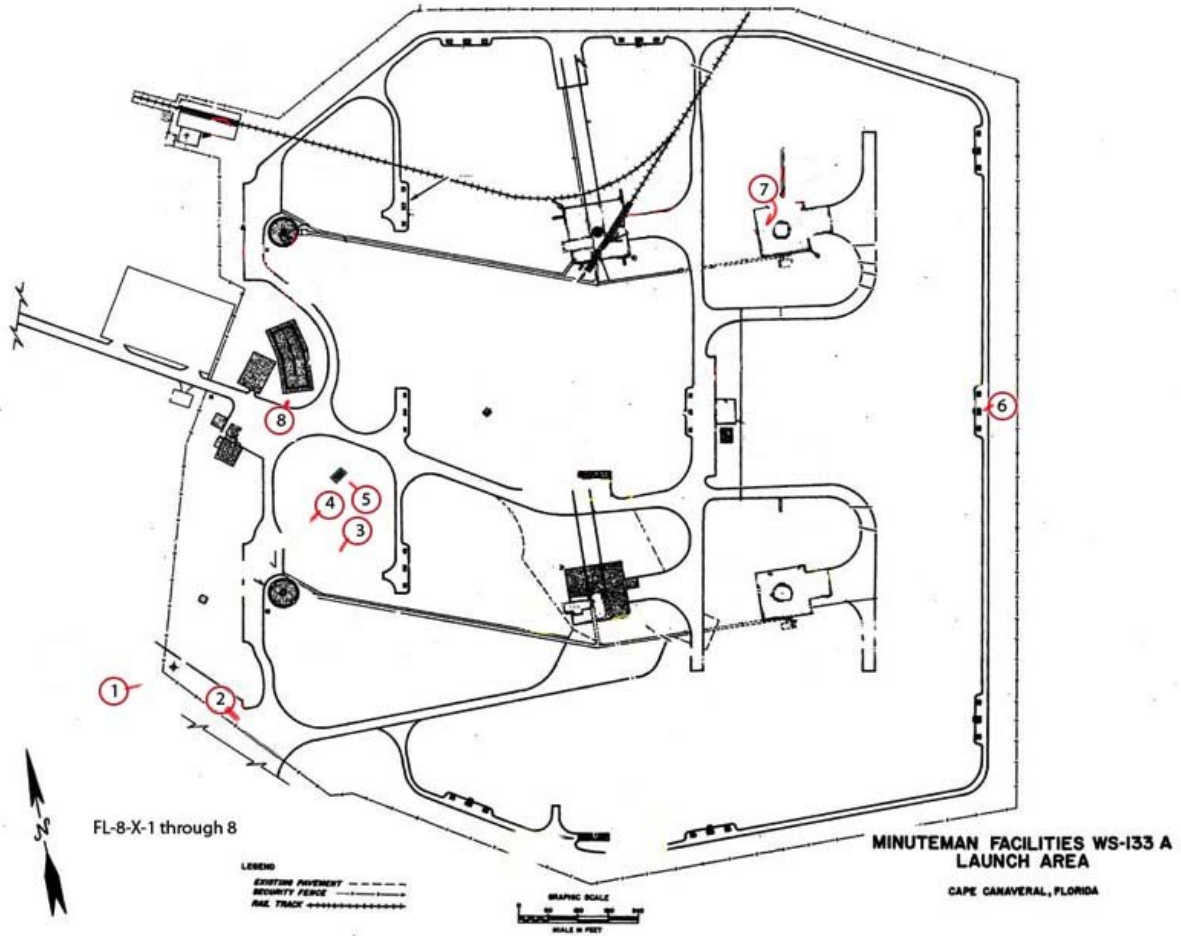 7
6
8
4
5
3
1
2
N
FL-8-X-1 through 8
LEGEND
EXISTING PAVEMENT
SECURITY FENCE
RAIL TRACK
GRAPHIC SCALE
0
SCALE IN FEET
MINUTEMAN FACILITIES WS-133 A
LAUNCH AREA
CAPE CANAVERAL, FLORIDA